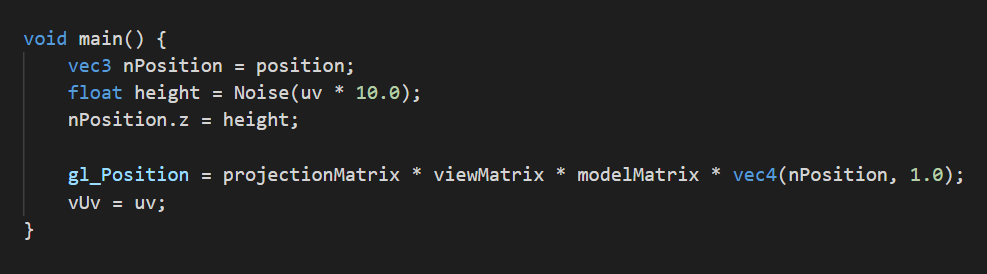 void main() {
    vec3 nPosition = position;
    float height = Noise(uv * 10.0);
    nPosition.z = height;

    gl_Position = projectionMatrix * viewMatrix * modelMatrix * vec4(nPosition, 1.0);
    vUv = uv;
}